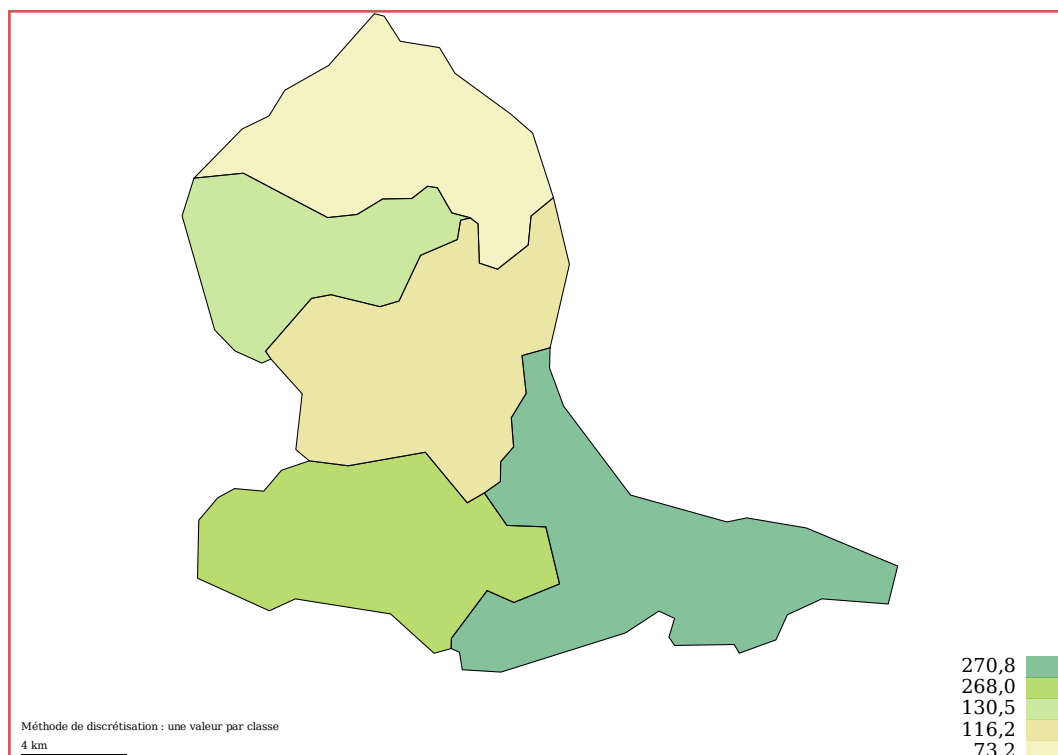 270,8
268,0
130,5
116,2
73,2
Méthode de discrétisation : une valeur par classe
4 km